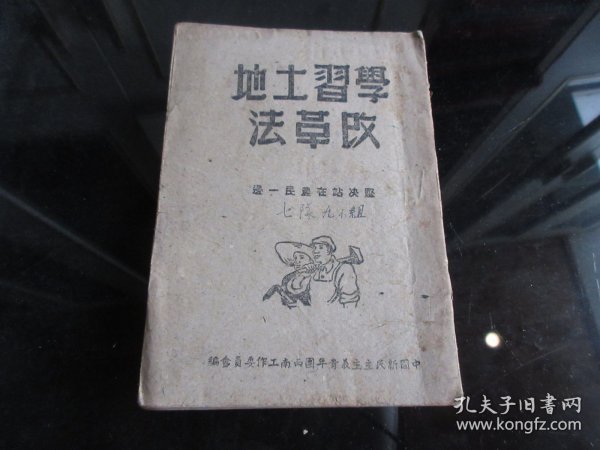 學習土地
改革法
堅决站在農民一邊
七隊九小組
中國新民主主義青年團西南工作委員會編
孔夫子旧书网
www.kongfz.com